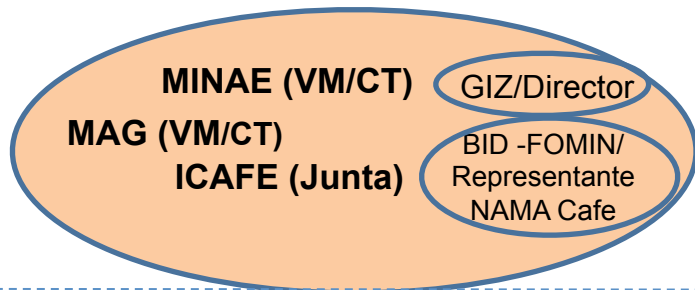 MINAE (VM/CT)
GIZ/Director
MAG (VM/CT)
ICAFE (Junta)
BID -FOMIN/
Representante
NAMA Cafe